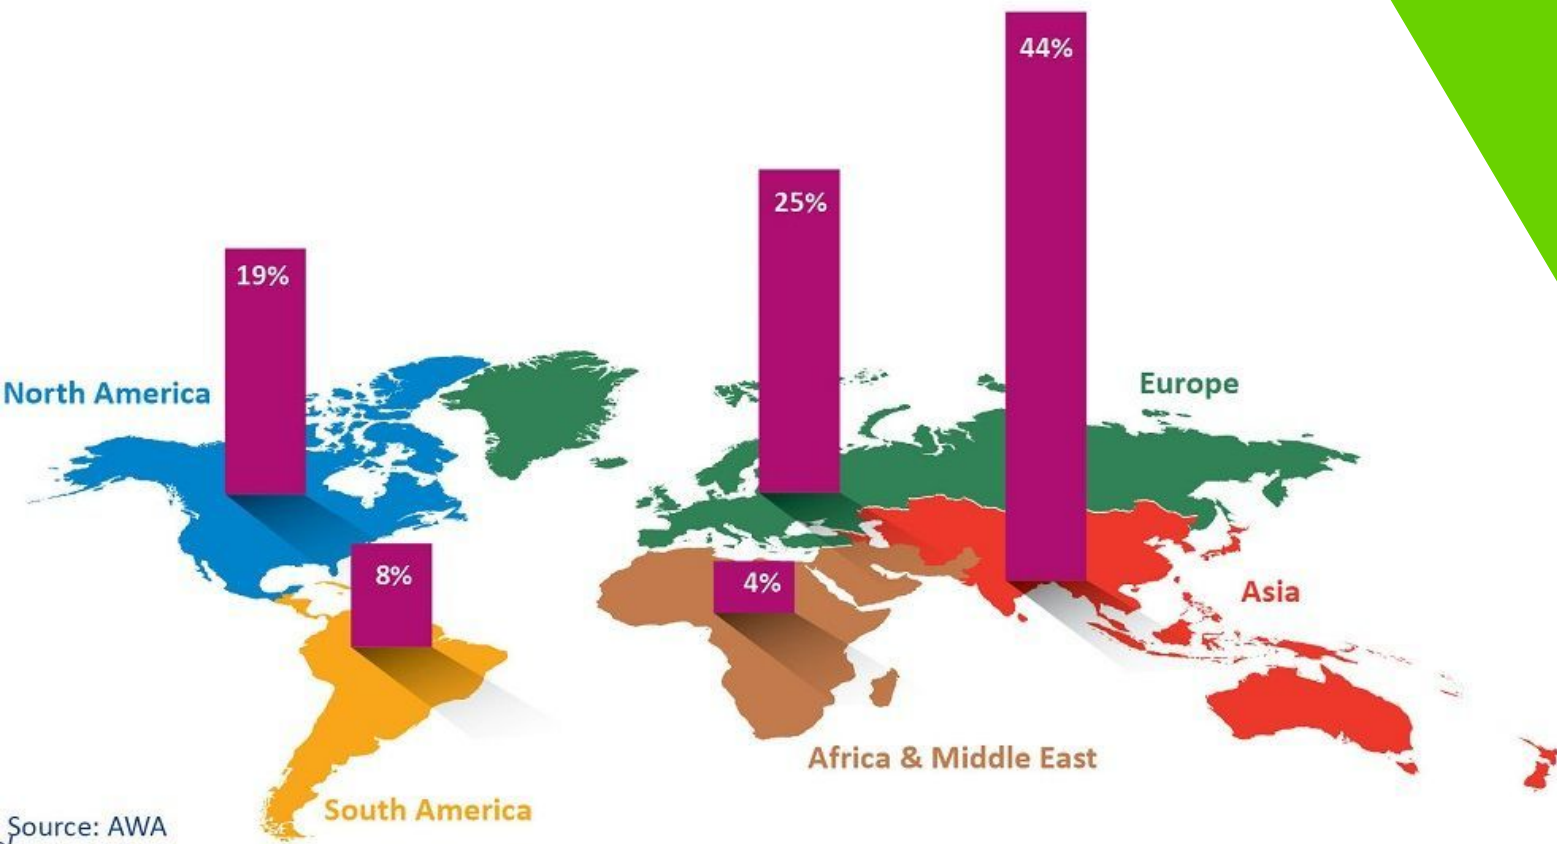 44%
25%
19%
North America
Europe
8%
4%
Asia
Africa & Middle East
South America
Source: AWA